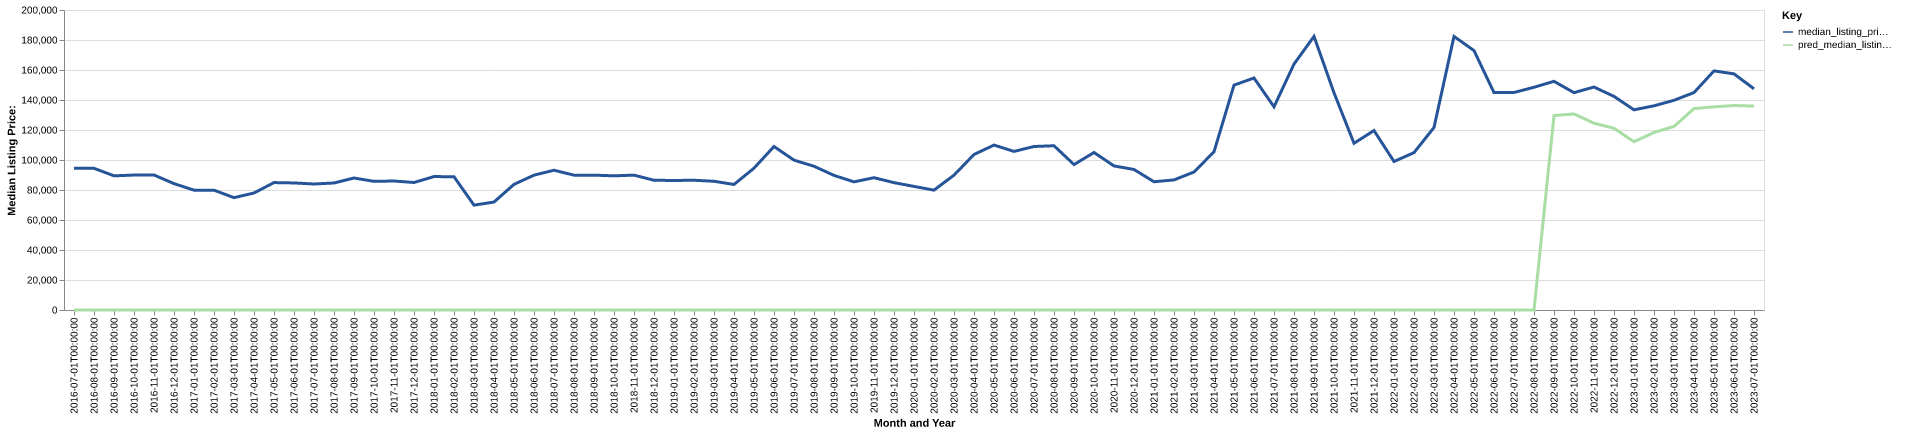 200,000
180,000
160,000
140,000
120,000
100,000
80,000
60,000
40,000
20,000
0
Median Listing Price:
2016-07-01T00:00:00
2016-08-01T00:00:00
2016-09-01T00:00:00
2016-10-01T00:00:00
2016-11-01T00:00:00
2016-12-01T00:00:00
2017-01-01T00:00:00
2017-02-01T00:00:00
2017-03-01T00:00:00
2017-04-01T00:00:00
2017-05-01T00:00:00
2017-06-01T00:00:00
2017-07-01T00:00:00
2017-08-01T00:00:00
2017-09-01T00:00:00
2017-10-01T00:00:00
2017-11-01T00:00:00
2017-12-01T00:00:00
2018-01-01T00:00:00
2018-02-01T00:00:00
2018-03-01T00:00:00
2018-04-01T00:00:00
2018-05-01T00:00:00
2018-06-01T00:00:00
2018-07-01T00:00:00
2018-08-01T00:00:00
2018-09-01T00:00:00
2018-10-01T00:00:00
2018-11-01T00:00:00
2018-12-01T00:00:00
2019-01-01T00:00:00
2019-02-01T00:00:00
2019-03-01T00:00:00
2019-04-01T00:00:00
2019-05-01T00:00:00
2019-06-01T00:00:00
2019-07-01T00:00:00
2019-08-01T00:00:00
2019-09-01T00:00:00
2019-10-01T00:00:00
2019-11-01T00:00:00
2019-12-01T00:00:00
2020-01-01T00:00:00
2020-02-01T00:00:00
2020-03-01T00:00:00
2020-04-01T00:00:00
2020-05-01T00:00:00
2020-06-01T00:00:00
2020-07-01T00:00:00
2020-08-01T00:00:00
2020-09-01T00:00:00
2020-10-01T00:00:00
2020-11-01T00:00:00
2020-12-01T00:00:00
2021-01-01T00:00:00
2021-02-01T00:00:00
2021-03-01T00:00:00
2021-04-01T00:00:00
2021-05-01T00:00:00
2021-06-01T00:00:00
2021-07-01T00:00:00
2021-08-01T00:00:00
2021-09-01T00:00:00
2021-10-01T00:00:00
2021-11-01T00:00:00
2021-12-01T00:00:00
2022-01-01T00:00:00
2022-02-01T00:00:00
2022-03-01T00:00:00
2022-04-01T00:00:00
2022-05-01T00:00:00
2022-06-01T00:00:00
2022-07-01T00:00:00
2022-08-01T00:00:00
2022-09-01T00:00:00
2022-10-01T00:00:00
2022-11-01T00:00:00
2022-12-01T00:00:00
2023-01-01T00:00:00
2023-02-01T00:00:00
2023-03-01T00:00:00
2023-04-01T00:00:00
2023-05-01T00:00:00
2023-06-01T00:00:00
2023-07-01T00:00:00
Month and Year
Key
median_listing_pri…
pred_median_listin…